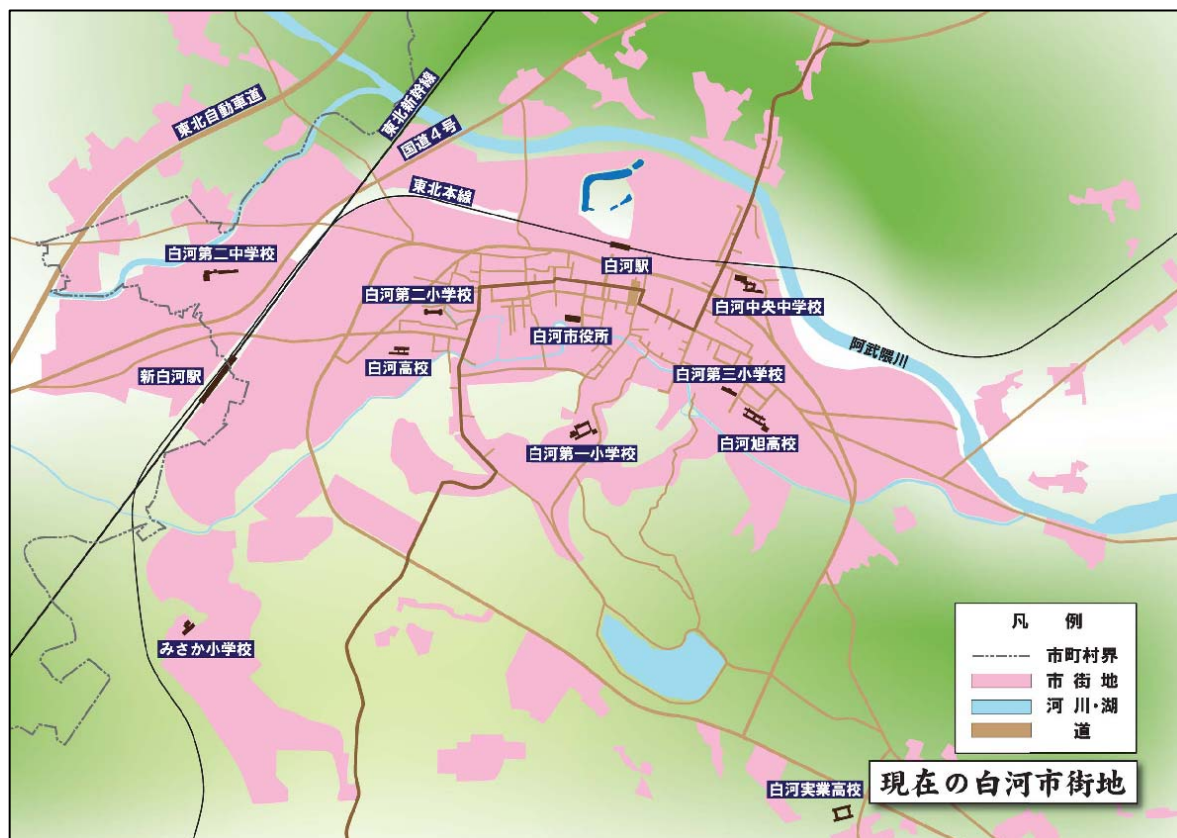 東北自動車道
東北新幹線
国道4号
東北本線
白河第二中学校
白河駅
白河第二小学校
白河中央中学校
白河市役所
白河高校
阿武隈川
新白河駅
白河第三小学校
白河旭高校
白河第一小学校
みさか小学校
凡 例
市町村界
市街地
河川・湖
道
現在の白河市街地
白河実業高校